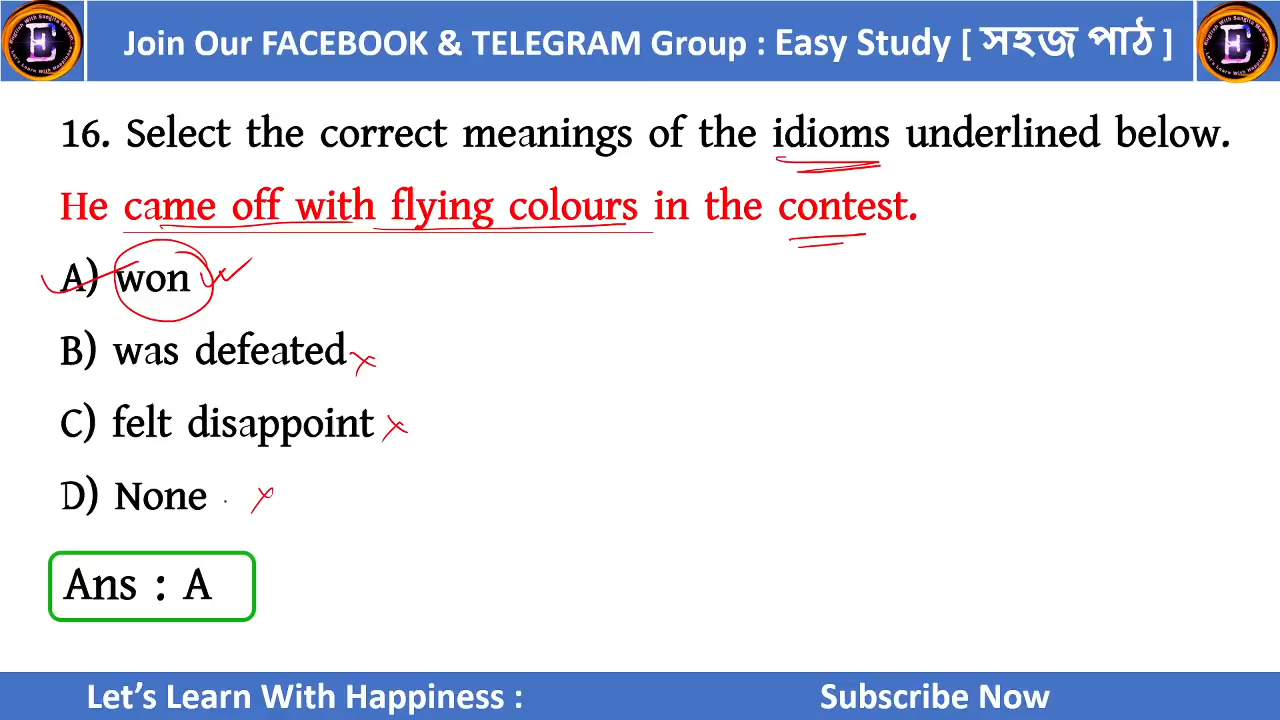 Join Our FACEBOOK & TELEGRAM Group : Easy Study [ সহজ পাঠ ]
16. Select the correct meanings of the idioms underlined below.
He came off with flying colours in the contest.
A) won
B) was defeated
C) felt disappoint
D) None
Ans : A
Let's Learn With Happiness :
Subscribe Now